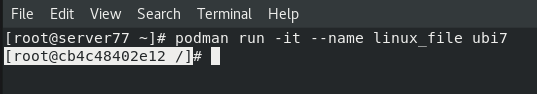 File Edit View Search Terminal Help
[root@server77 ~]# podman run -it --name linux_file ubi7
[root@cb4c48402e12 /]#